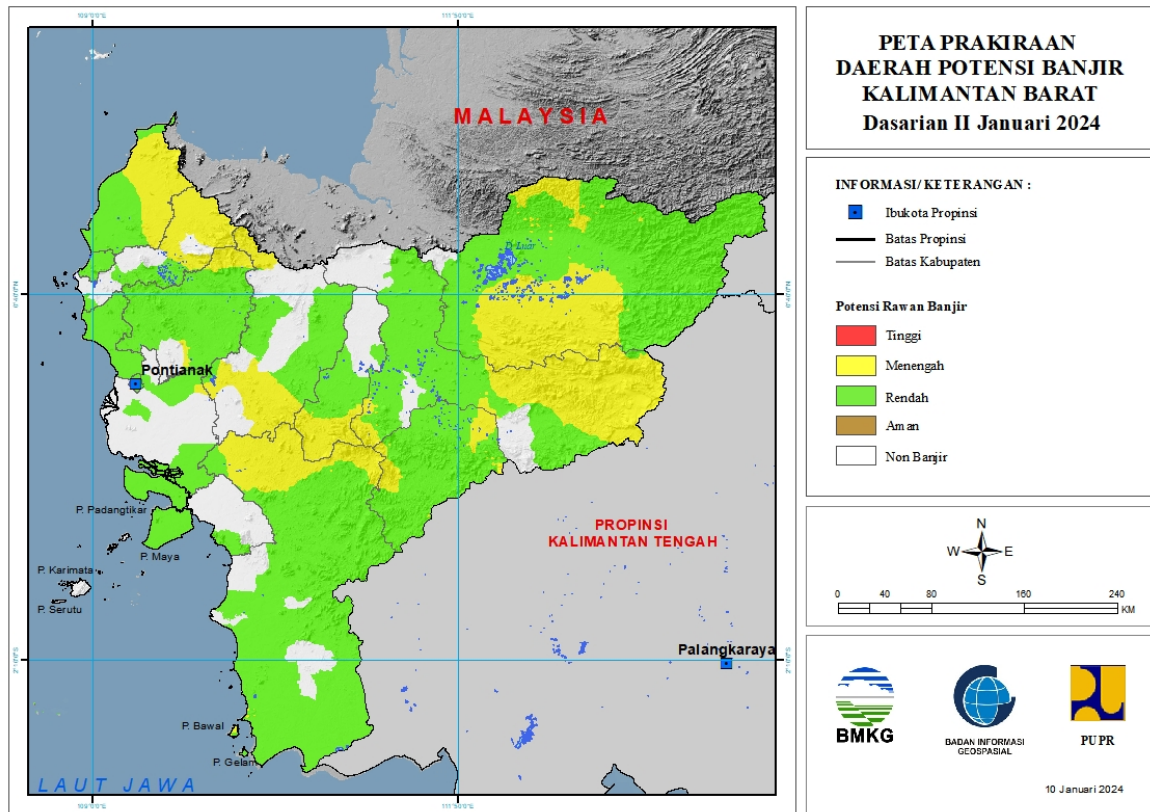 PETA PRAKIRAAN
DAERAH POTENSI BANJIR
KALIMANTAN BARAT
Dasarian II Januari 2024
INFORMASI/ KETERANGAN :
Ibukota Propinsi
Batas Propinsi
Batas Kabupaten
Potensi Rawan Banjir
Tinggi
Menengah
Rendah
Aman
Non Banjir
N
W E
S
0 40 80 160 240
KM
BMKG
BADAN INFORMASI
GEOSPASIAL
PUPR
10 Januari 2024
MALAYSIA
Pontianak
P. Padangtikar
P. Maya
P. Karimata
P. Serutu
PROPINSI
KALIMANTAN TENGAH
Palangkaraya
P. Bawal
P. Gelam
LAUT JAWA